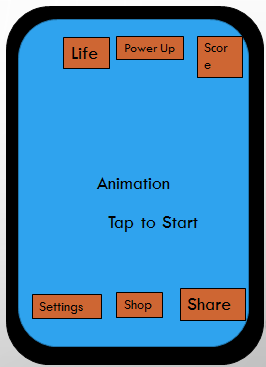 Life
Power Up
Scor
e
Animation
Tap to Start
Settings
Shop
Share